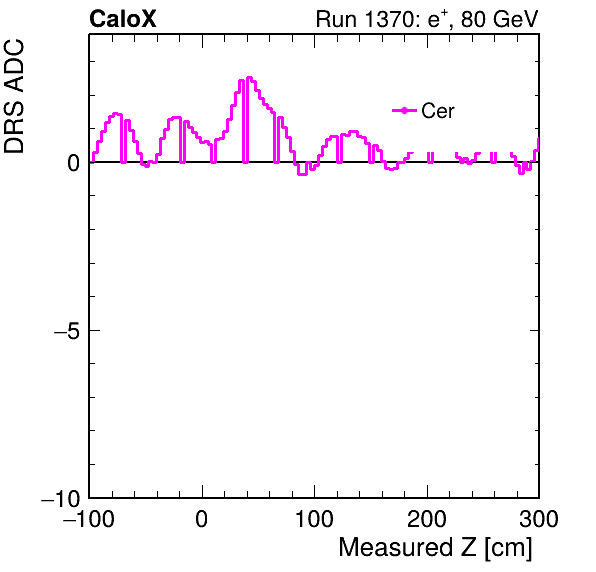 CaloX Run 1370: e⁺, 80 GeV
DRS ADC
Cer
0
−5
−10
−100 0 100 200 300
Measured Z [cm]